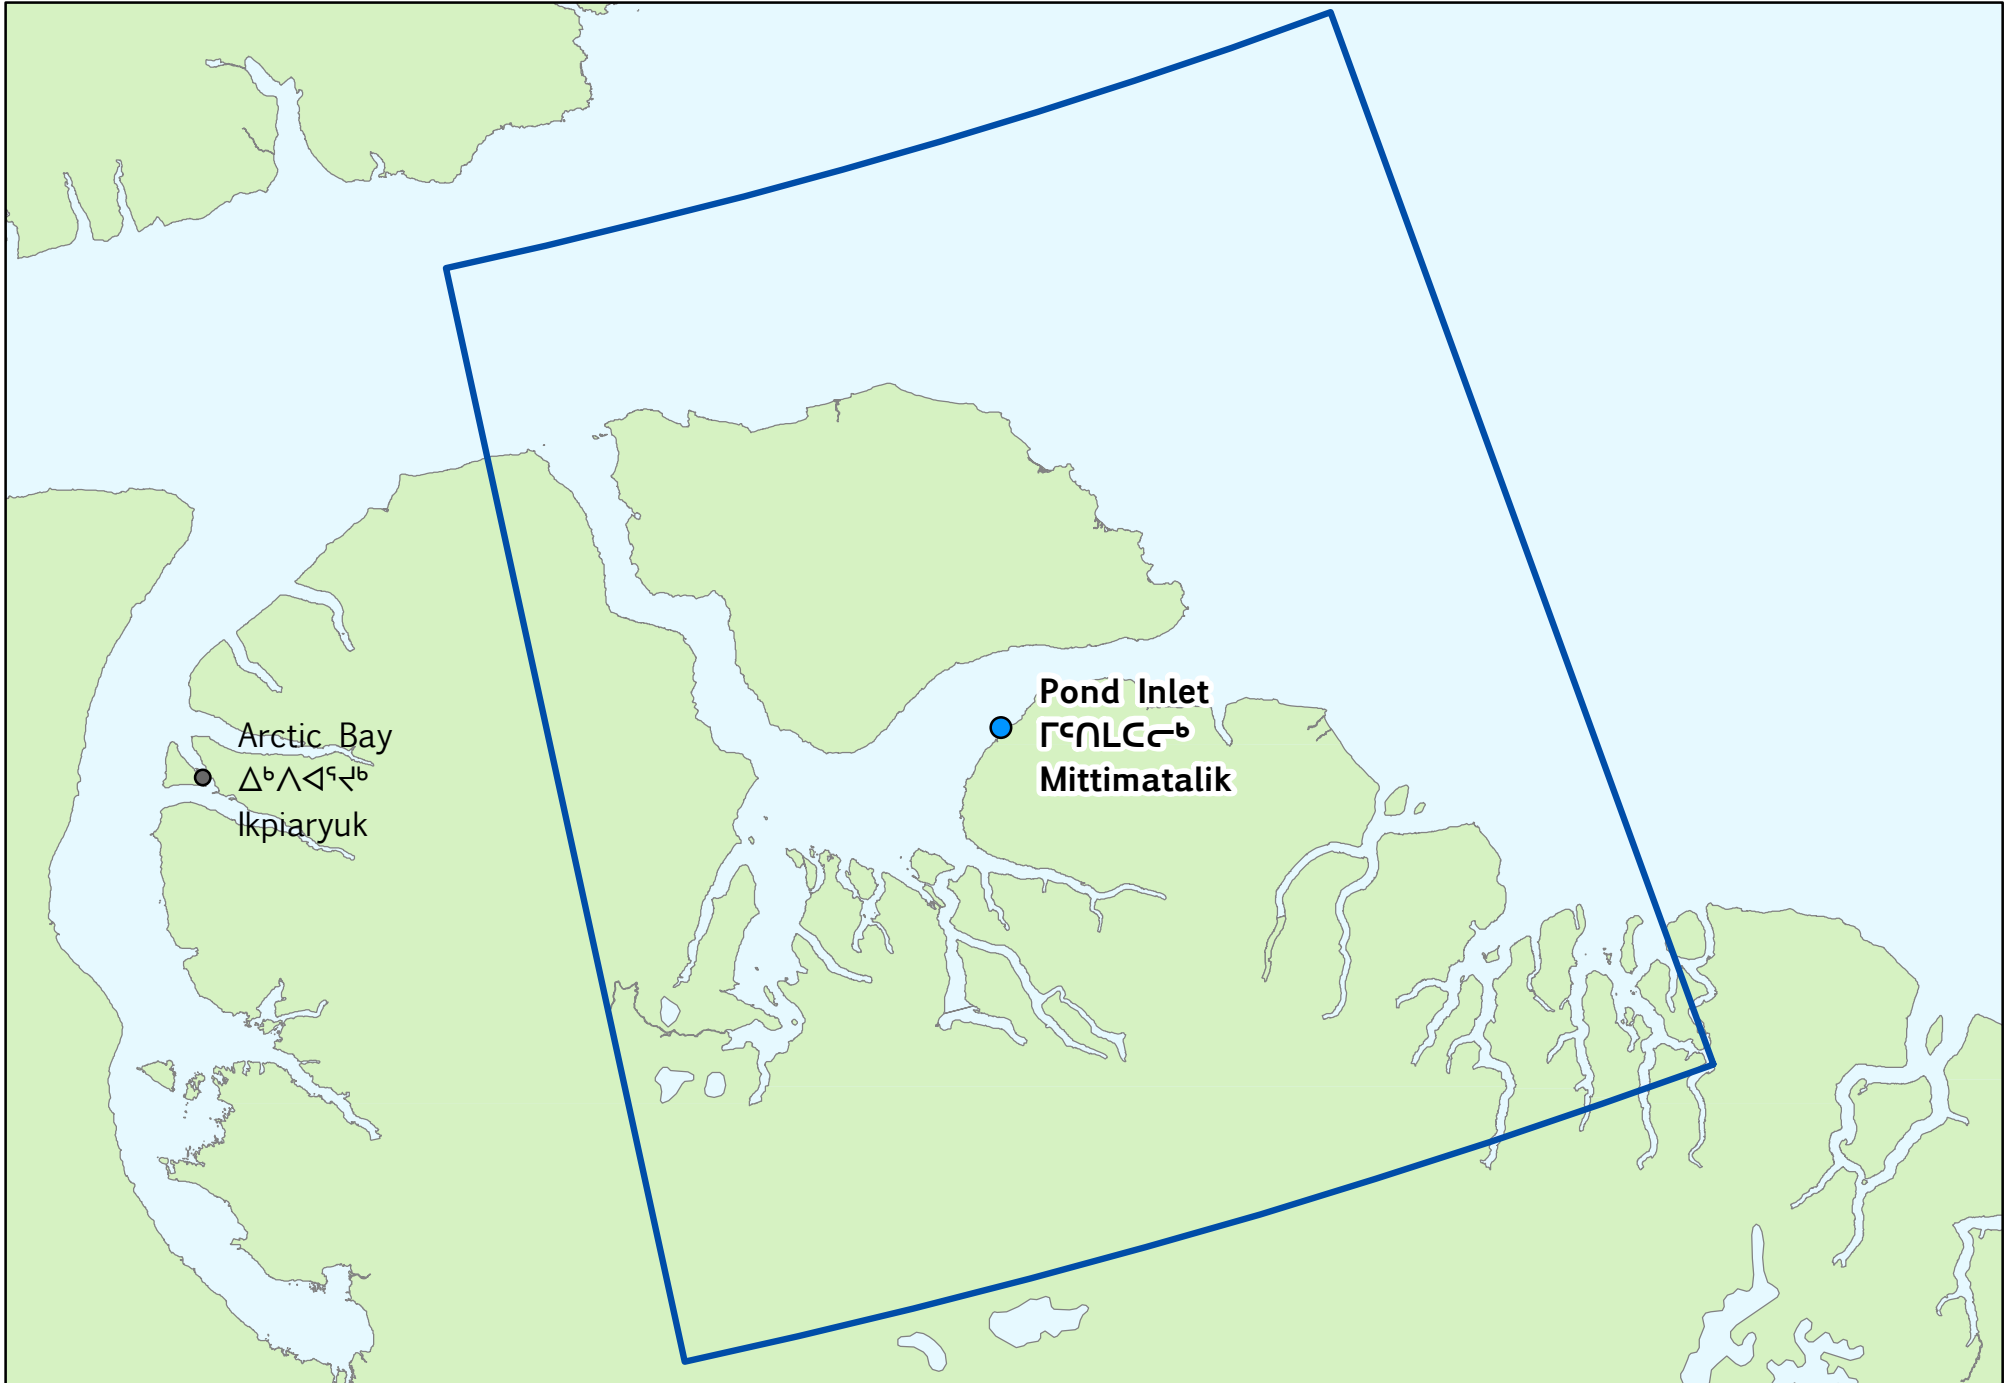 Pond Inlet
ᒥᑦᑎᒪᑕᓕᒃ
Mittimatalik
Arctic Bay
ᐃᒃᐱᐊᕐᔪᒃ
Ikpiaryuk